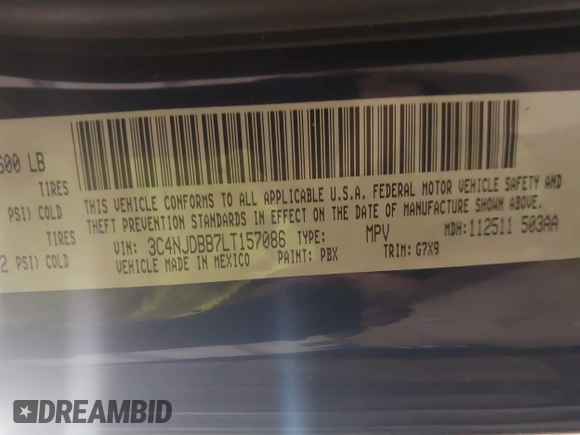 600 LB
TIRES
PSI) COLD
TIRES
2 PSI) COLD
THIS VEHICLE CONFORMS TO ALL APPLICABLE U.S.A. FEDERAL MOTOR VEHICLE SAFETY AND
THEFT PREVENTION STANDARDS IN EFFECT ON THE DATE OF MANUFACTURE SHOWN ABOVE.
VIN: 3C4NJDBB7LT157086 TYPE: MPV MDH: 112511 503AA
VEHICLE MADE IN MEXICO PAINT: PBX TRIM: G7X9
DREAMBID